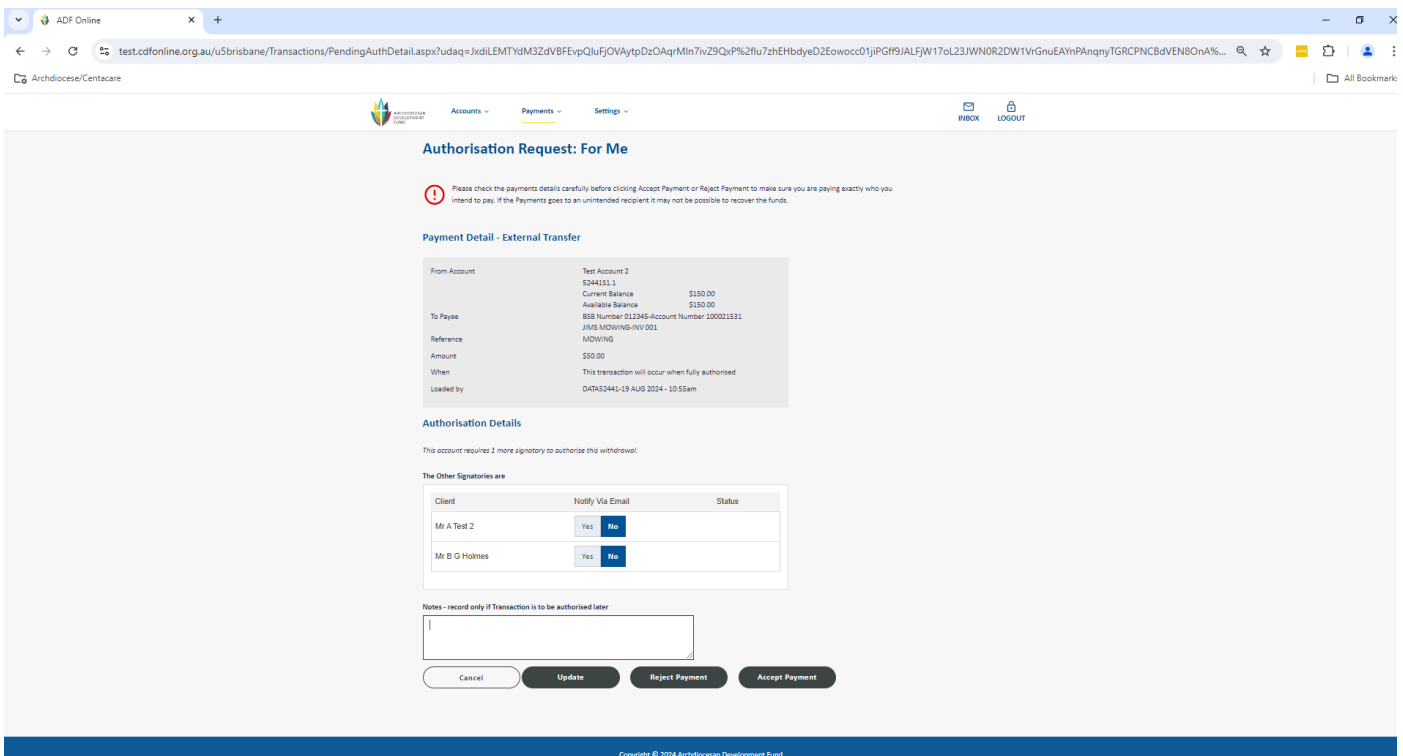 ADF Online
test.cdfonline.org.au/u5brisbane/Transactions/PendingAuthDetail.aspx?udaq=JxdiLEMTYdM3ZdVBFEvpQluFjOVAytpDzOAqrMIn7ivZ9QxP%2flu7zhEHbdyeD2Eowocc01jiPGff9JALFjW17oL23JWN0R2DW1VrGnuEAYnPAnqnyTGRCPNCBdVEN8OnA%...
Archdiocese/Centacare
All Bookmarks
ARCHDIOCESAN
DEVELOPMENT
FUND
Accounts
Payments
Settings
INBOX
LOGOUT
Authorisation Request: For Me
Please check the payments details carefully before clicking Accept Payment or Reject Payment to make sure you are paying exactly who you
intend to pay. If the Payments goes to an unintended recipient it may not be possible to recover the funds.
Payment Detail - External Transfer
From Account Test Account 2
52441S1.1
Current Balance $150.00
Available Balance $150.00
To Payee BSB Number 012345-Account Number 100021531
JIMS MOWING-INV 001
Reference MOWING
Amount $50.00
When This transaction will occur when fully authorised
Loaded by DATA52441-19 AUG 2024 - 10:55am
Authorisation Details
This account requires 1 more signatory to authorise this withdrawal.
The Other Signatories are
Client Notify Via Email Status
Mr A Test 2 Yes No
Mr B G Holmes Yes No
Notes - record only if Transaction is to be authorised later
Cancel Update Reject Payment Accept Payment
Copyright © 2024 Archdiocesan Development Fund